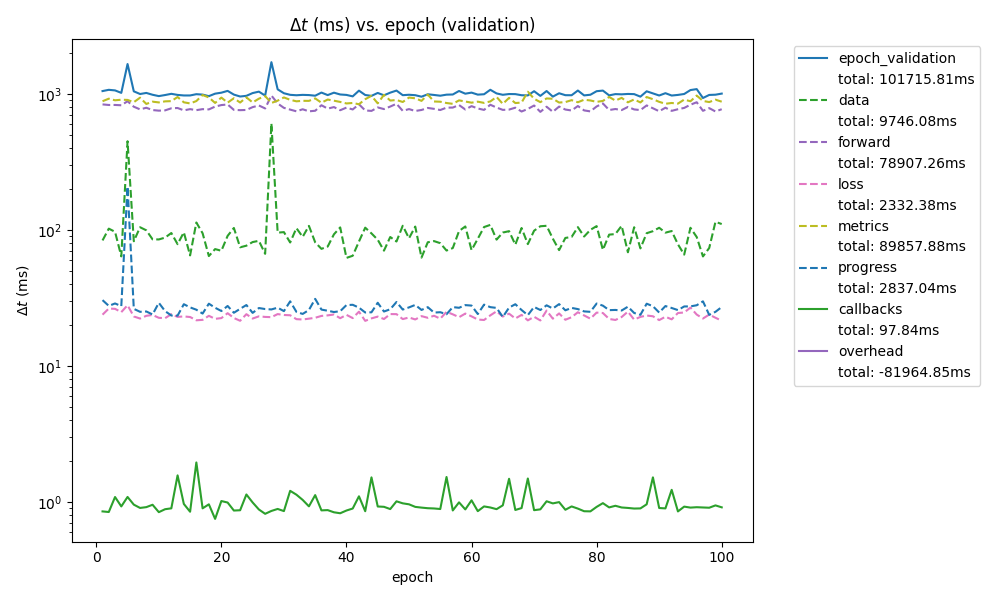 Δt (ms) vs. epoch (validation)
Δt (ms)
10³
10²
10¹
10⁰
0
20
40
60
80
100
epoch
epoch_validation
total: 101715.81ms
data
total: 9746.08ms
forward
total: 78907.26ms
loss
total: 2332.38ms
metrics
total: 89857.88ms
progress
total: 2837.04ms
callbacks
total: 97.84ms
overhead
total: -81964.85ms